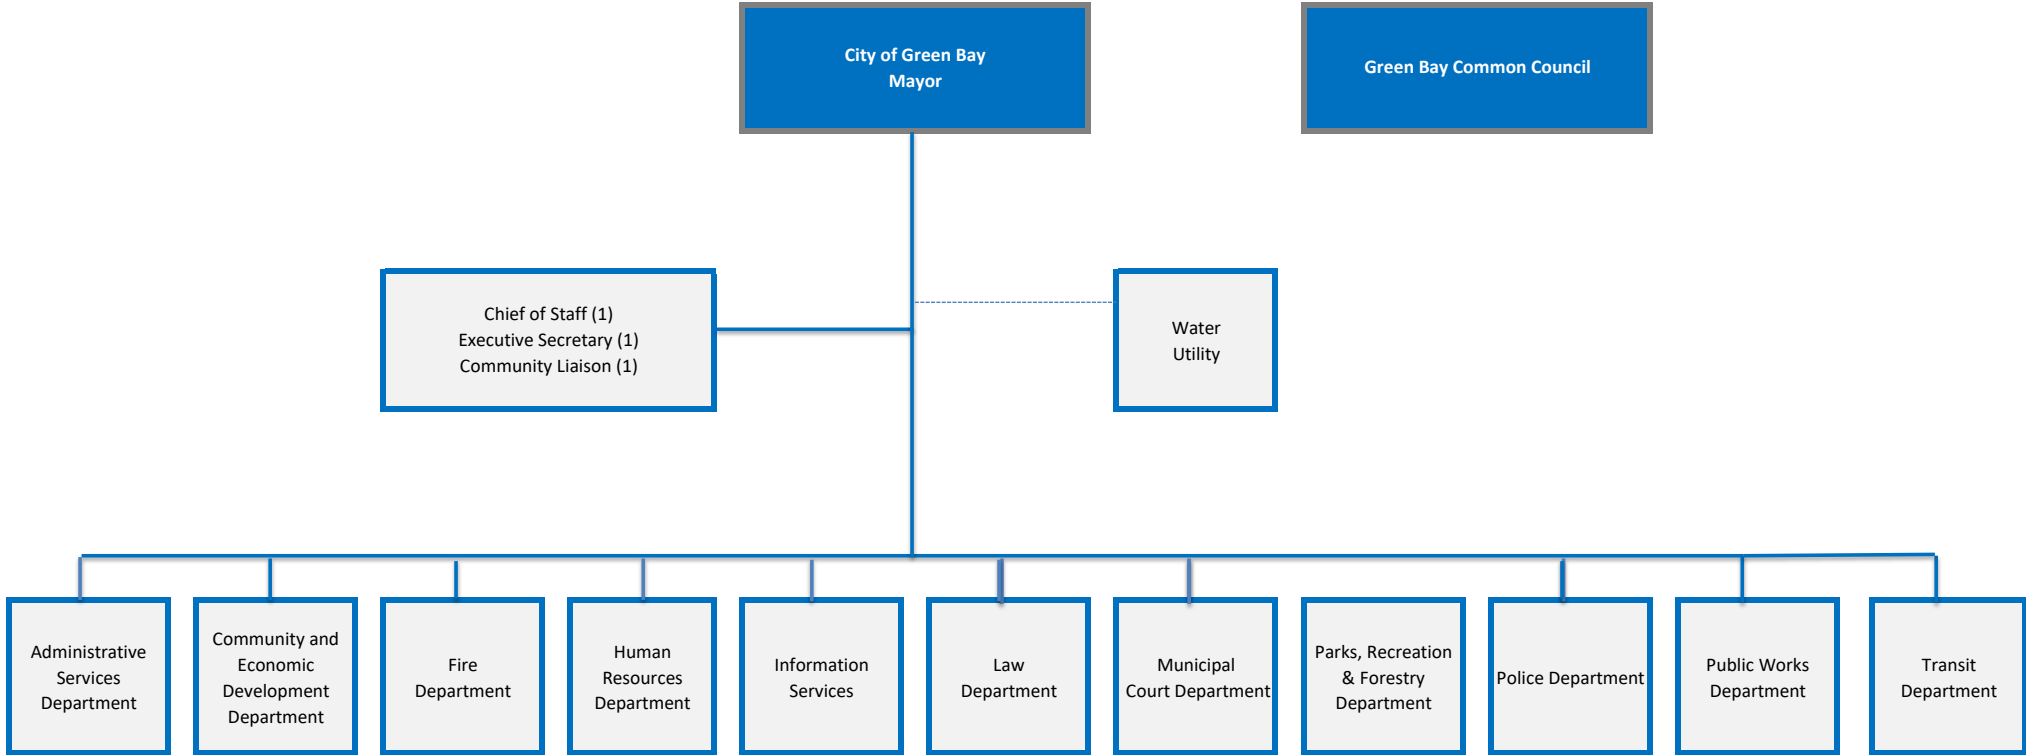 City of Green Bay
Mayor
Green Bay Common Council
Chief of Staff (1)
Executive Secretary (1)
Community Liaison (1)
Water
Utility
Administrative
Services
Department
Community and
Economic
Development
Department
Fire
Department
Human
Resources
Department
Information
Services
Law
Department
Municipal
Court Department
Parks, Recreation
& Forestry
Department
Police Department
Public Works
Department
Transit
Department